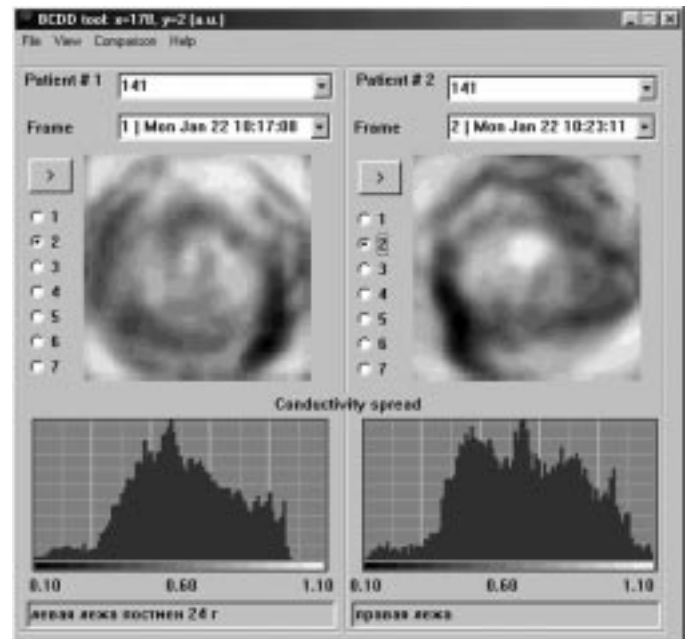 BCDD tool: x=178, y=2 (a.u.)
File View Comparison Help
Patient # 1 141
Frame 1 | Mon Jan 22 10:17:08
>
1
2
3
4
5
6
7
Patient # 2 141
Frame 2 | Mon Jan 22 10:23:11
>
1
2
3
4
5
6
7
Conductivity spread
0.10 0.60 1.10
0.10 0.60 1.10
левая лежа постмен 24 г
правая лежа